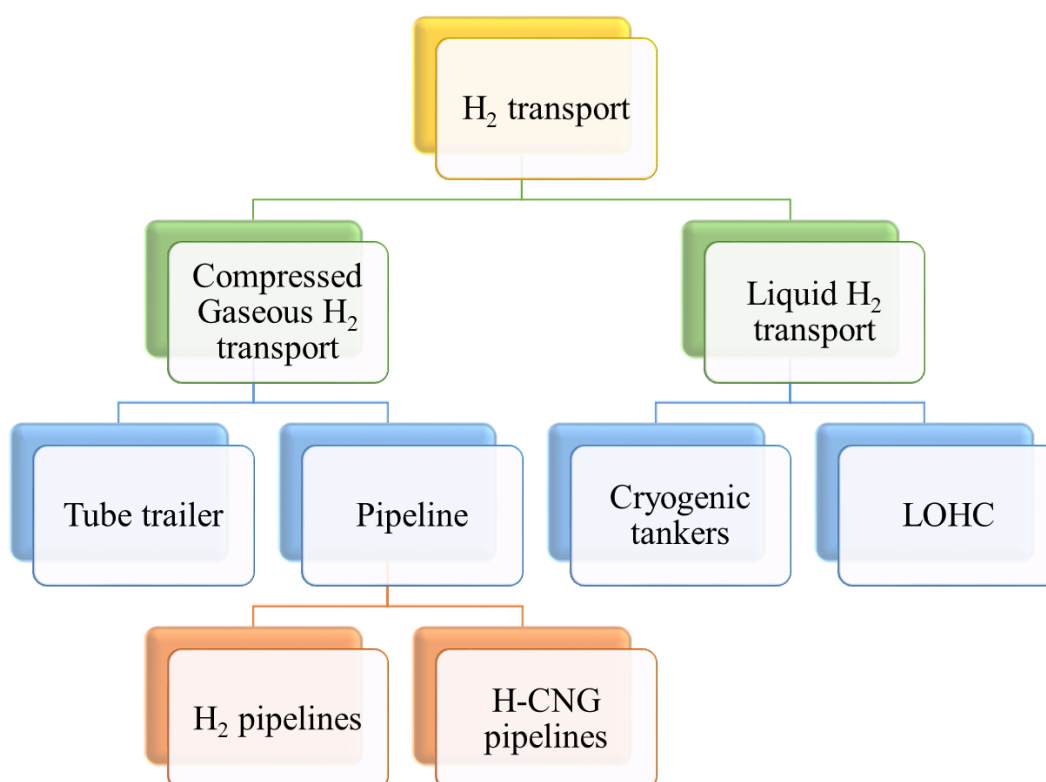 H₂ transport
Compressed
Gaseous H₂
transport
Liquid H₂
transport
Tube trailer
Pipeline
Cryogenic
tankers
LOHC
H₂ pipelines
H-CNG
pipelines